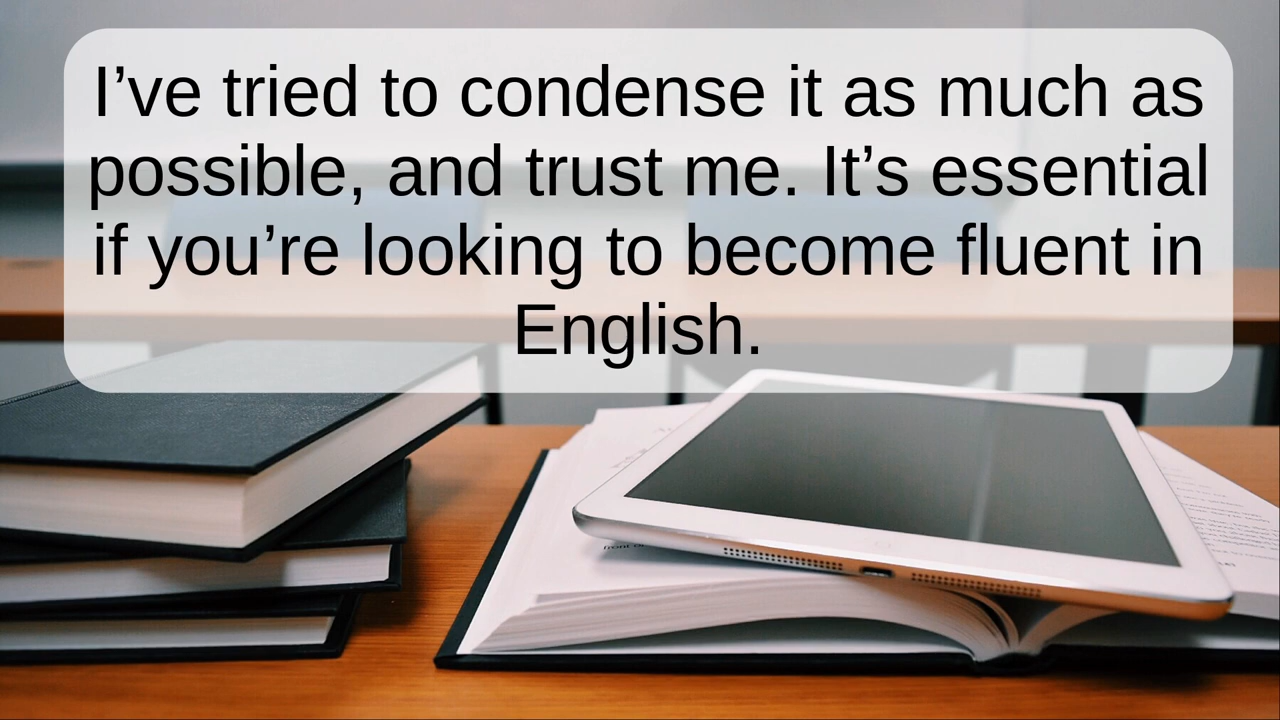 I’ve tried to condense it as much as
possible, and trust me. It’s essential
if you’re looking to become fluent in
English.